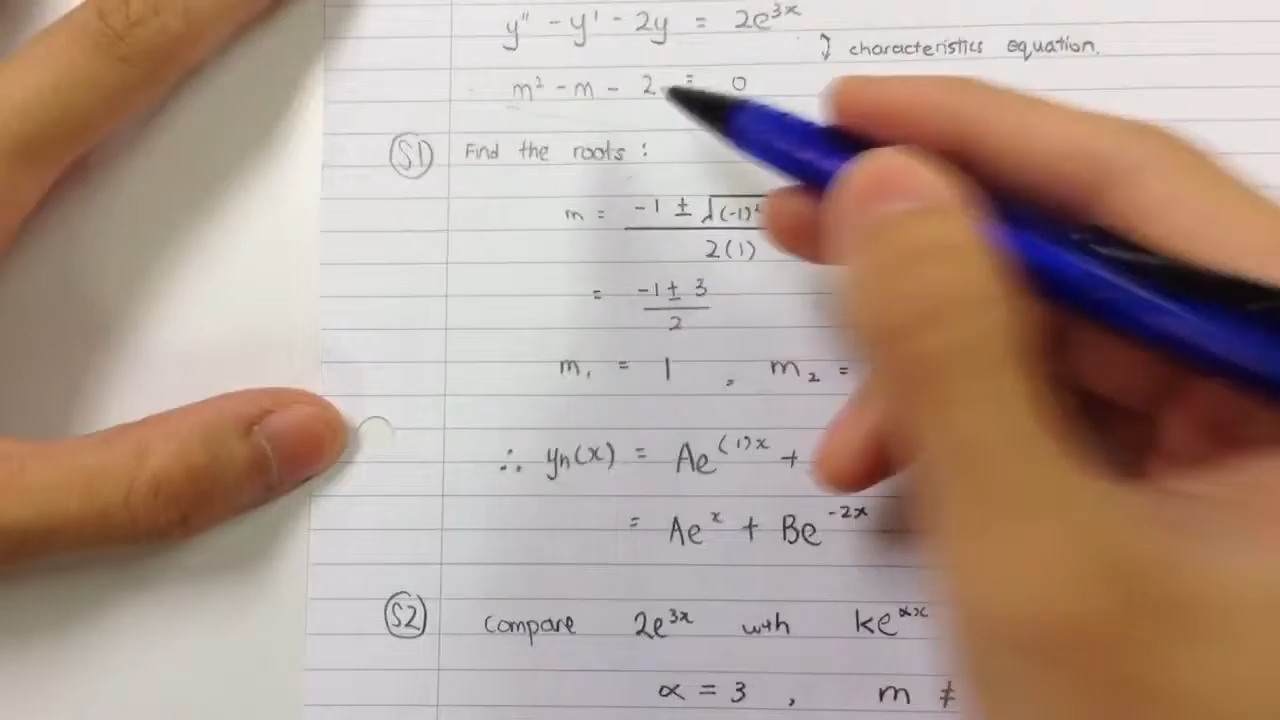 y" - y' - 2y = 2e^3x
} characteristics equation.
m² - m - 2 = 0
S1 Find the roots :
m = -1 ± √(-1)²
2(1)
= -1 ± 3
2
m₁ = 1 , m₂ =
∴ yh(x) = Ae^(1)x +
= Ae^x + Be^-2x
S2 Compare 2e^3x with ke^αx
α = 3 , m ≠